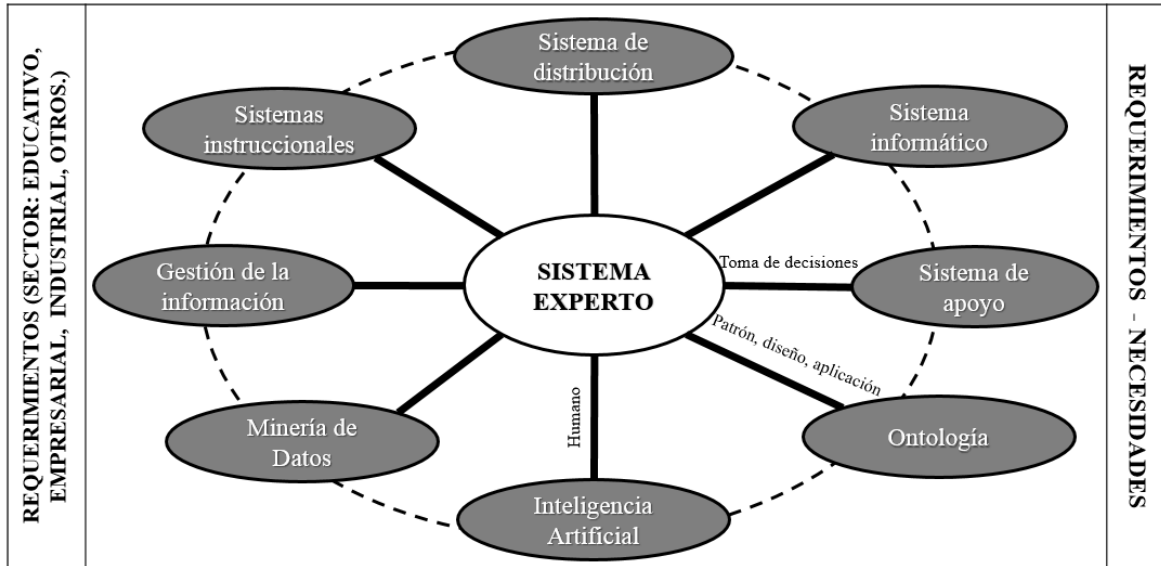 REQUERIMIENTOS (SECTOR: EDUCATIVO,
EMPRESARIAL, INDUSTRIAL, OTROS.)
Sistema de
distribución
Sistemas
instruccionales
Sistema
informático
Gestión de la
información
SISTEMA
EXPERTO
Toma de decisiones
Sistema de
apoyo
Patrón, diseño, aplicación
Humano
Minería de
Datos
Ontología
Inteligencia
Artificial
REQUERIMIENTOS - NECESIDADES